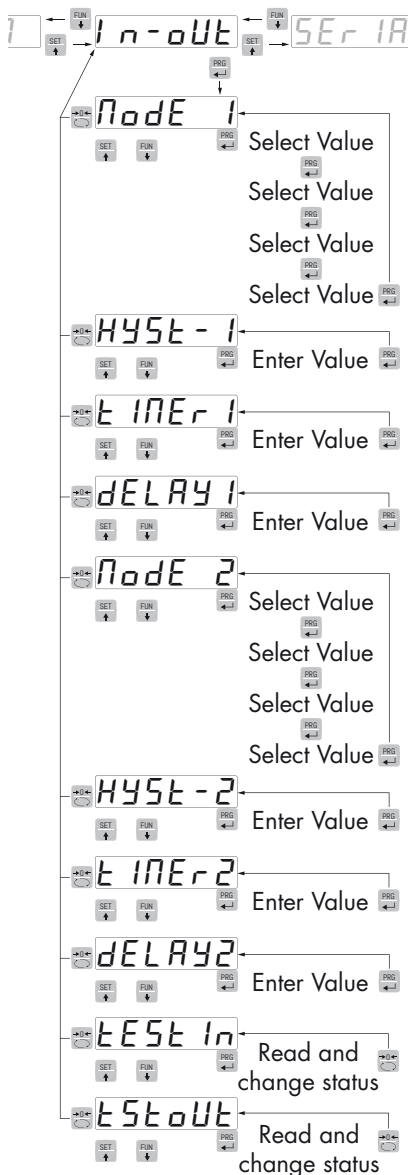 FUN FUN
In-oUt SEr IA
SET SET
PRG
ModE 1
SET FUN PRG Select Value
PRG
Select Value
PRG
Select Value
PRG
Select Value PRG
HYSt-1
SET FUN PRG Enter Value PRG
tIMEr1
SET FUN PRG Enter Value PRG
dELAY1
SET FUN PRG Enter Value PRG
ModE 2
SET FUN PRG Select Value
PRG
Select Value
PRG
Select Value
PRG
Select Value PRG
HYSt-2
SET FUN PRG Enter Value PRG
tIMEr2
SET FUN PRG Enter Value PRG
dELAY2
SET FUN PRG Enter Value PRG
tESt In
SET FUN PRG Read and
change status
tStoUt
SET FUN PRG Read and
change status